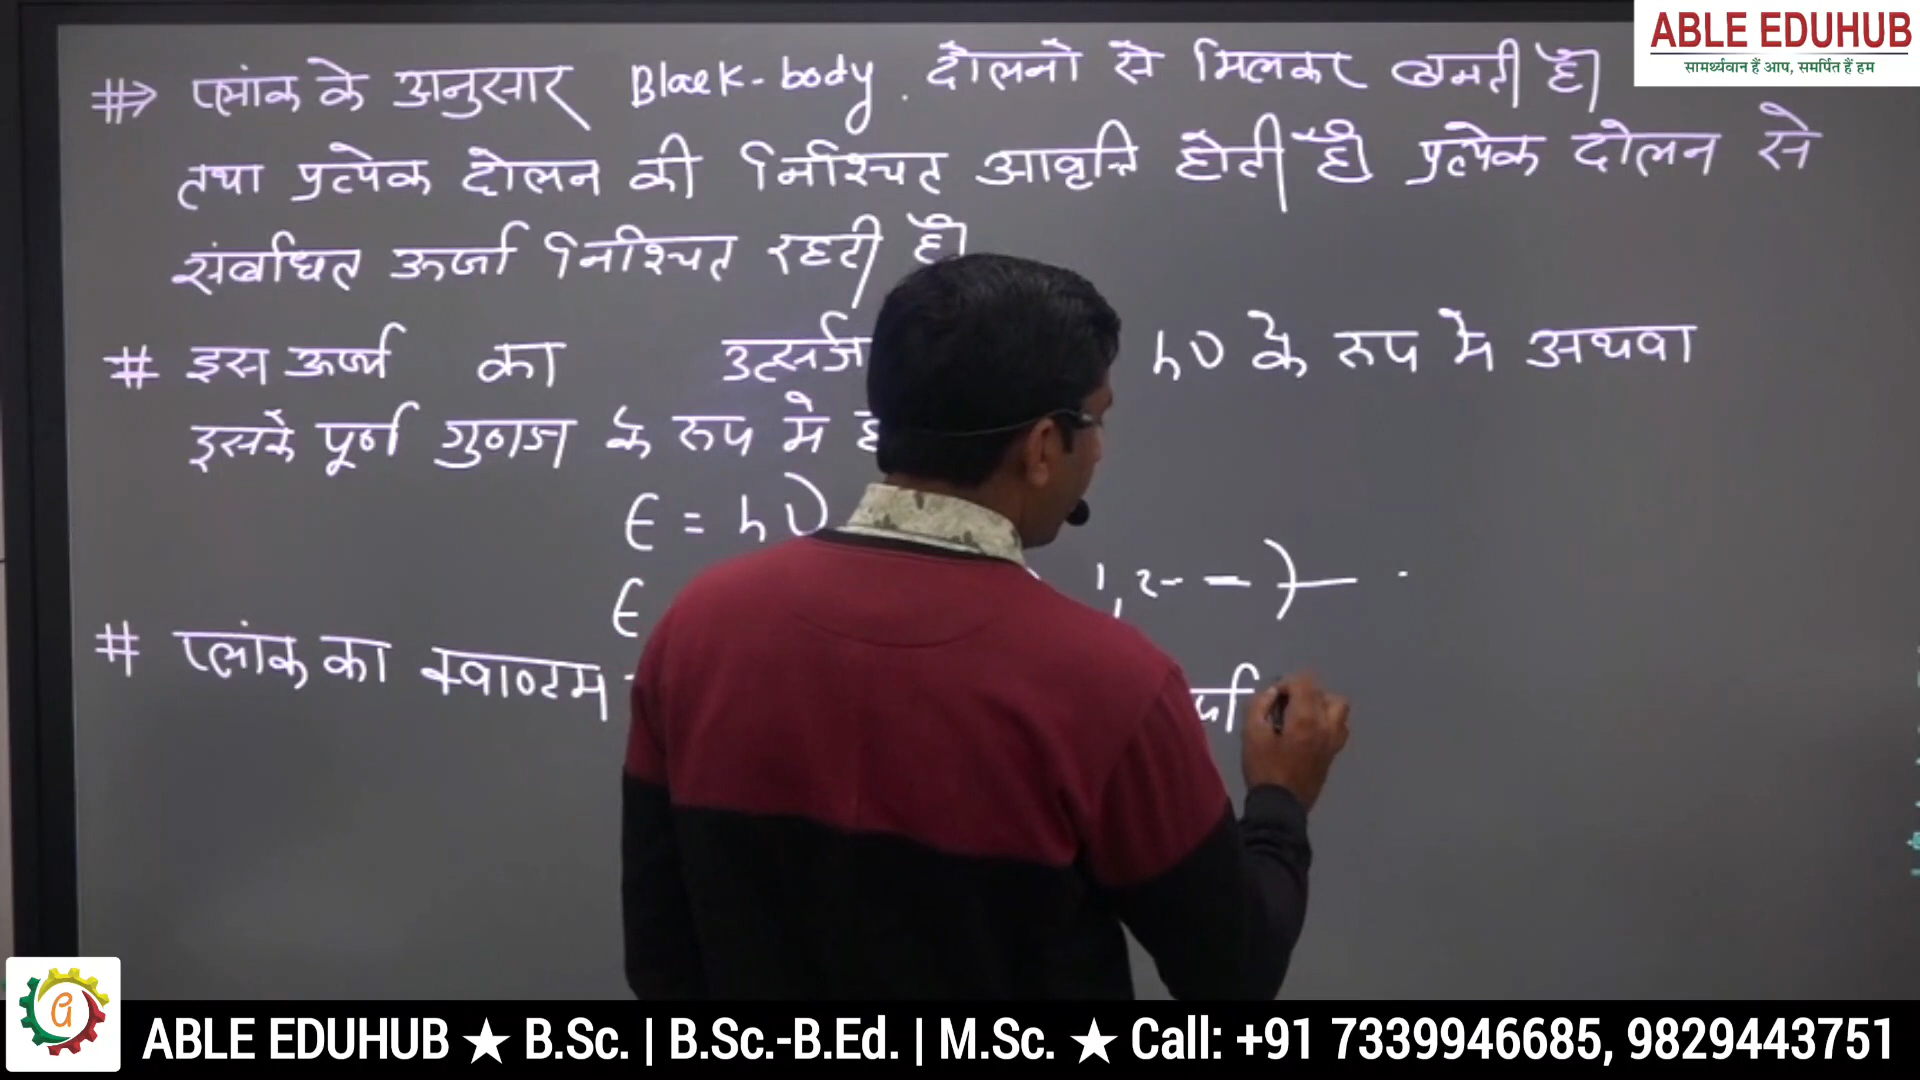 ABLE EDUHUB
सामर्थ्यवान हैं आप, समर्पित हैं हम
#⇒ प्लांक के अनुसार Black-body. दोलनो से मिलकर बनती है।
तथा प्रत्येक दोलन की निश्चित आवृत्ति होती है। प्रत्येक दोलन से
संबंधित ऊर्जा निश्चित रहती है।
# इस ऊर्जा का उत्सर्ज hν के रूप मे अथवा
इसके पूर्ण गुणज के रूप मे
E = hν
E 1,2-- -)—
# प्लांक का क्वाण्टम
ABLE EDUHUB ★ B.Sc. | B.Sc.-B.Ed. | M.Sc. ★ Call: +91 7339946685, 9829443751